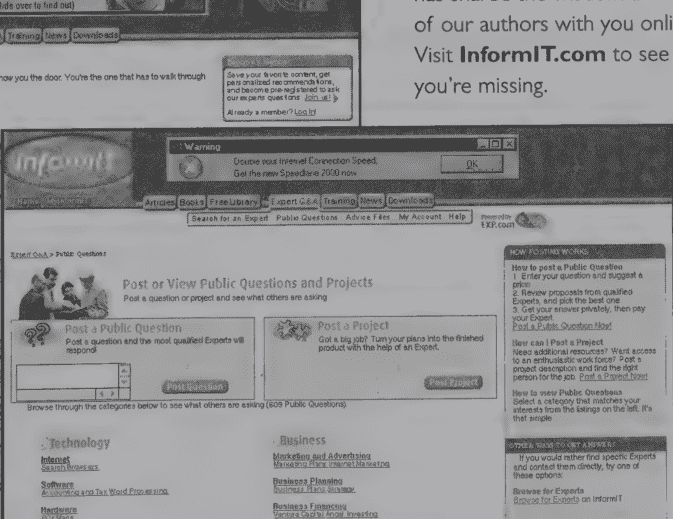 ide over to find out)
Training News Downloads
now you the door. You're the one that has to walk through
Save your favorite content, get
personalized recommendations,
and become pre-registered to ask
our experts questions. Join us!
Already a member? Log In!
of our authors with you onli
Visit InformIT.com to see
you're missing.
InformIT
Warning
Double your Internet Connection Speed,
Get the new Speedlane 2000 now
OK
Articles Books Free Library Expert Q&A Training News Downloads
Search for an Expert Public Questions Advice Files My Account Help
Powered by
EXP.com
Expert Q&A > Public Questions
Post or View Public Questions and Projects
Post a question or project and see what others are asking
Post a Public Question
Post a question and the most qualified Experts will
respond!
Post Question
Post a Project
Got a big job? Turn your plans into the finished
product with the help of an Expert.
Post Project
Browse through the categories below to see what others are asking (609 Public Questions).
Technology
Internet
Search Browsers
Software
Accounting and Tax Word Processing
Hardware
Business
Marketing and Advertising
Marketing Plans Internet Marketing
Business Planning
Business Plans Strategy
Business Financing
Venture Capital Angel Investing
HOW POSTING WORKS
How to post a Public Question
1. Enter your question and suggest a
price
2. Review proposals from qualified
Experts, and pick the best one
3. Get your answer privately, then pay
your Expert.
Post a Public Question Now!
How can I Post a Project
Need additional resources? Want access
to an enthusiastic work force? Post a
project description and find the right
person for the job. Post a Project Now!
How to view Public Questions
Select a category that matches your
interests from the listings on the left. It's
that simple
OTHER WAYS TO GET ANSWERS
If you would rather find specific Experts
and contact them directly, try one of
these options:
Browse for Experts
Browse for Experts on InformIT